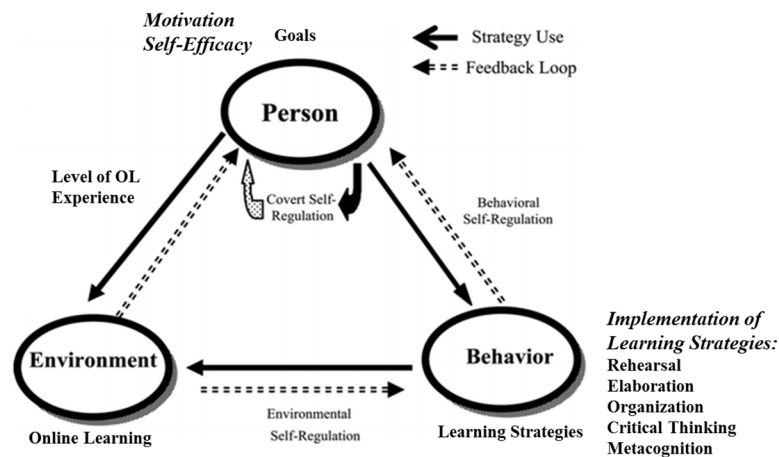 Motivation
Self-Efficacy
Goals
Strategy Use
Feedback Loop
Person
Level of OL
Experience
Covert Self-
Regulation
Behavioral
Self-Regulation
Environment
Behavior
Implementation of
Learning Strategies:
Rehearsal
Elaboration
Organization
Critical Thinking
Metacognition
Environmental
Self-Regulation
Online Learning
Learning Strategies